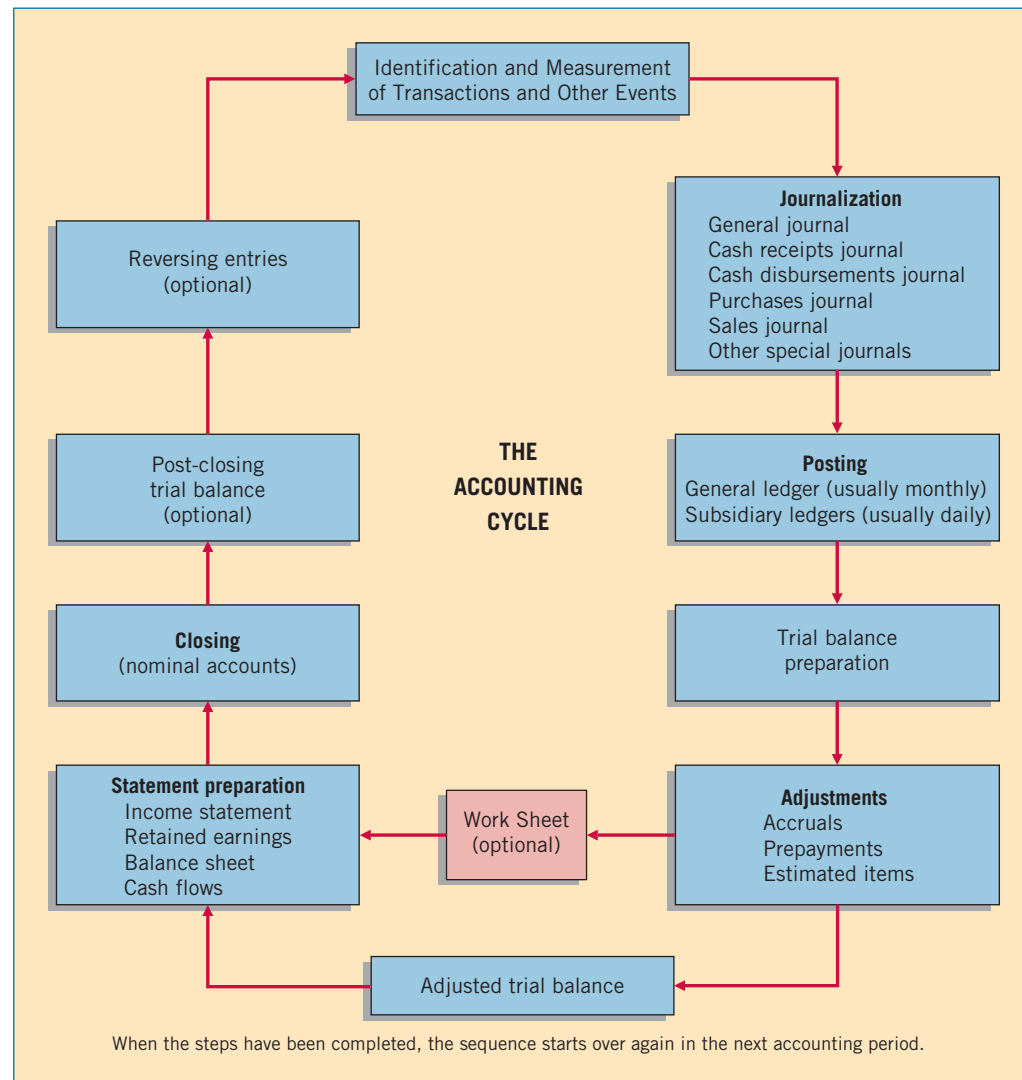 Identification and Measurement
of Transactions and Other Events
Journalization
General journal
Cash receipts journal
Cash disbursements journal
Purchases journal
Sales journal
Other special journals
Reversing entries
(optional)
THE
ACCOUNTING
CYCLE
Post-closing
trial balance
(optional)
Posting
General ledger (usually monthly)
Subsidiary ledgers (usually daily)
Closing
(nominal accounts)
Trial balance
preparation
Statement preparation
Income statement
Retained earnings
Balance sheet
Cash flows
Work Sheet
(optional)
Adjustments
Accruals
Prepayments
Estimated items
Adjusted trial balance
When the steps have been completed, the sequence starts over again in the next accounting period.